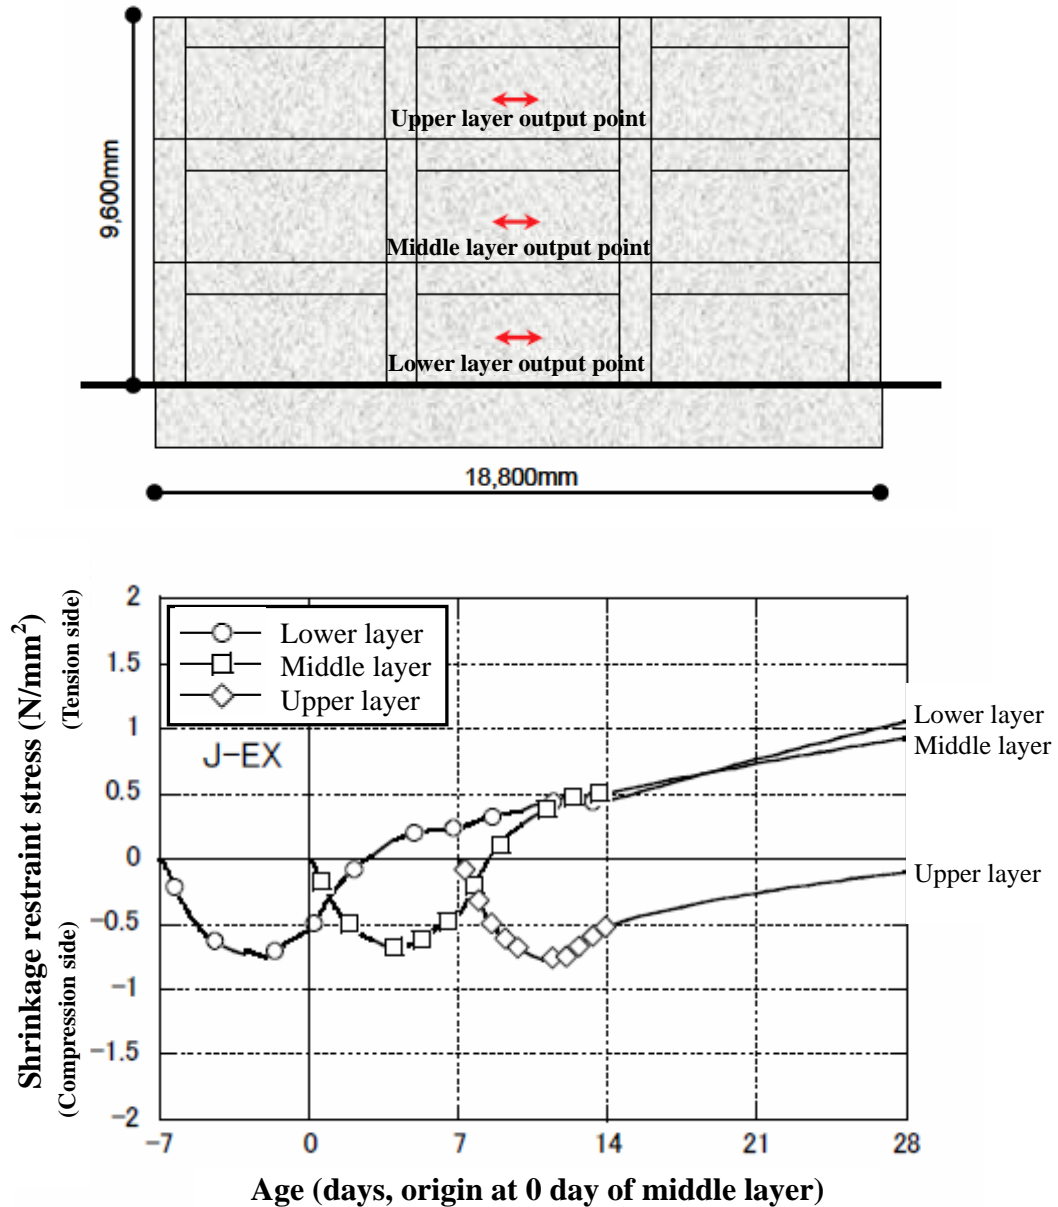 9,600mm
Upper layer output point
Middle layer output point
Lower layer output point
18,800mm
Shrinkage restraint stress (N/mm²)
(Tension side)
(Compression side)
2
1.5
1
0.5
0
−0.5
−1
−1.5
−2
Lower layer
Middle layer
Upper layer
J-EX
Lower layer
Middle layer
Upper layer
−7
0
7
14
21
28
Age (days, origin at 0 day of middle layer)